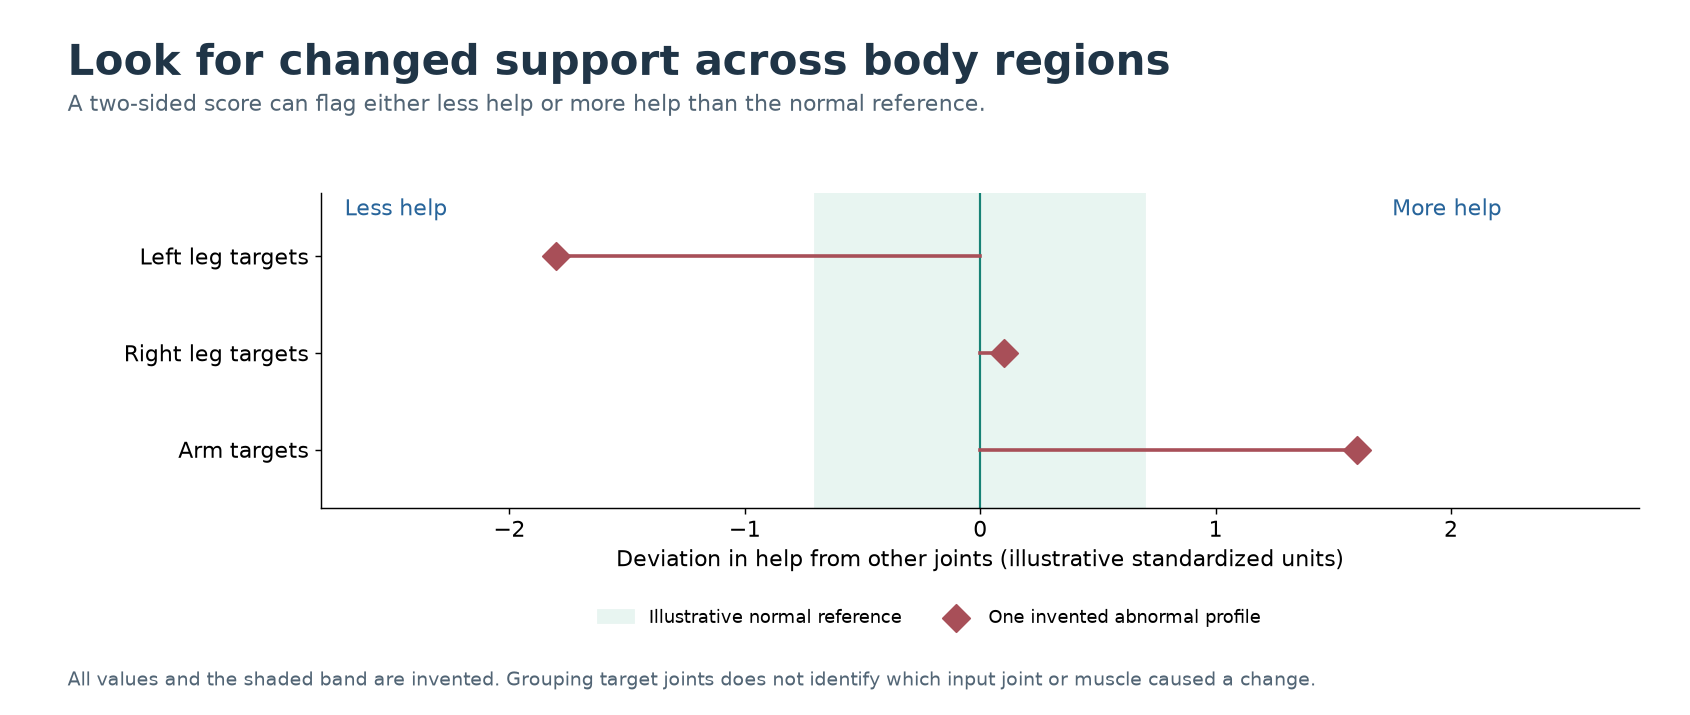 Look for changed support across body regions
A two-sided score can flag either less help or more help than the normal reference.
Less help
More help
Left leg targets
Right leg targets
Arm targets
−2
−1
0
1
2
Deviation in help from other joints (illustrative standardized units)
Illustrative normal reference
One invented abnormal profile
All values and the shaded band are invented. Grouping target joints does not identify which input joint or muscle caused a change.